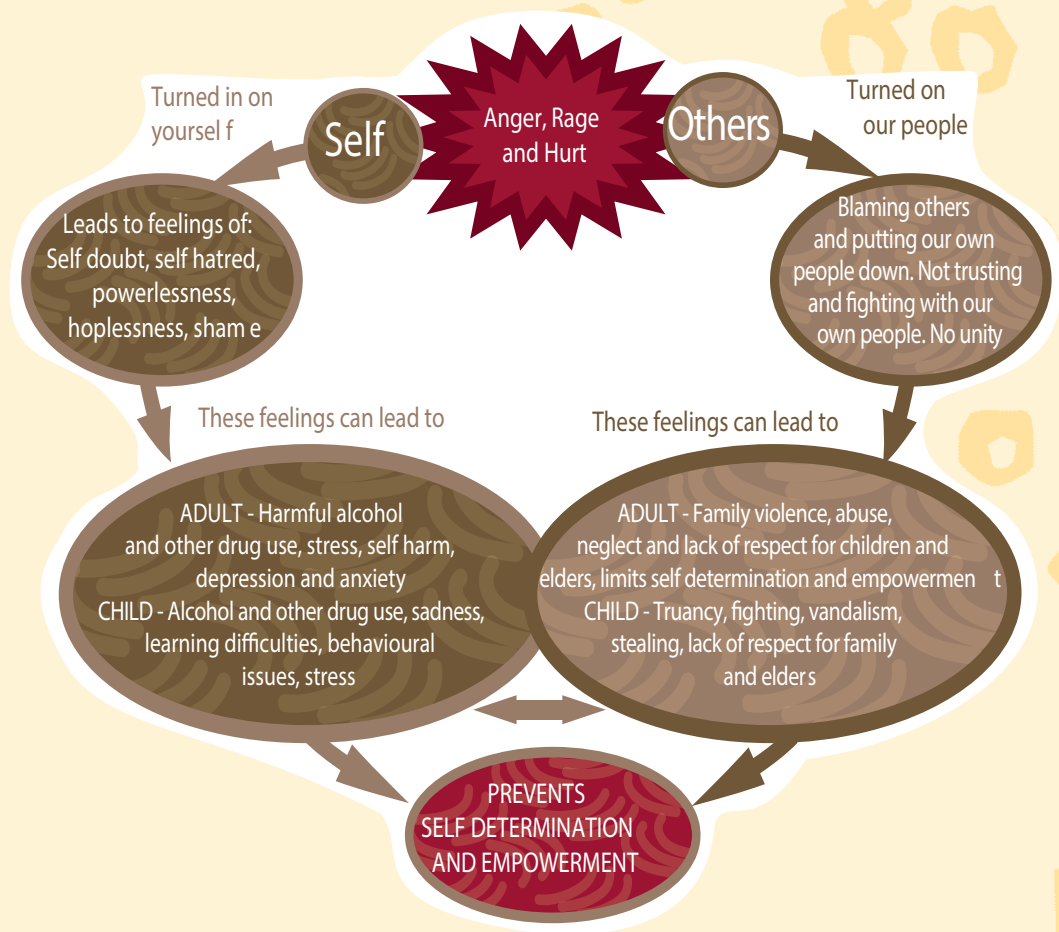 Anger, Rage
and Hurt
Self
Others
Turned in on
yoursel f
Turned on
our people
Leads to feelings of:
Self doubt, self hatred,
powerlessness,
hoplessness, sham e
Blaming others
and putting our own
people down. Not trusting
and fighting with our
own people. No unity
These feelings can lead to
These feelings can lead to
ADULT - Harmful alcohol
and other drug use, stress, self harm,
depression and anxiety
CHILD - Alcohol and other drug use, sadness,
learning difficulties, behavioural
issues, stress
ADULT - Family violence, abuse,
neglect and lack of respect for children and
elders, limits self determination and empowermen t
CHILD - Truancy, fighting, vandalism,
stealing, lack of respect for family
and elders
PREVENTS
SELF DETERMINATION
AND EMPOWERMENT